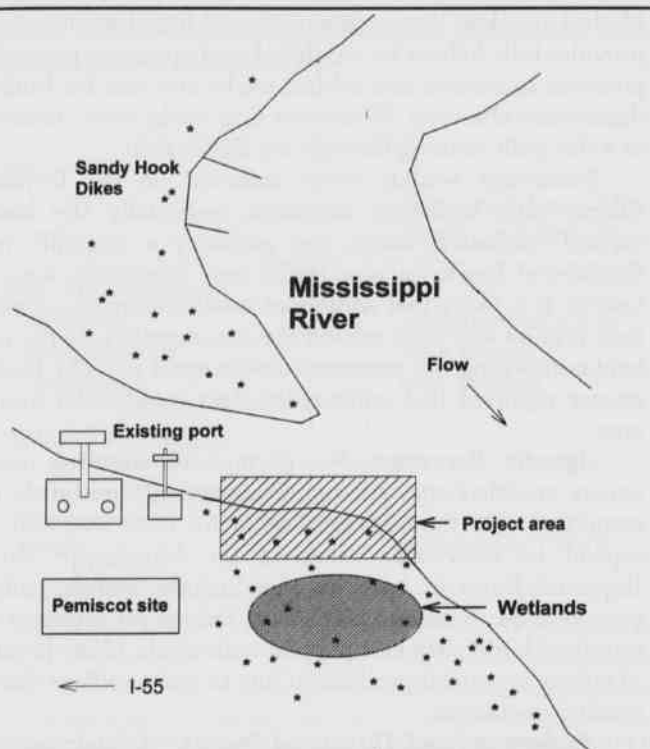 Sandy Hook
Dikes
Mississippi
River
Flow
Existing port
Project area
Pemiscot site
Wetlands
I-55